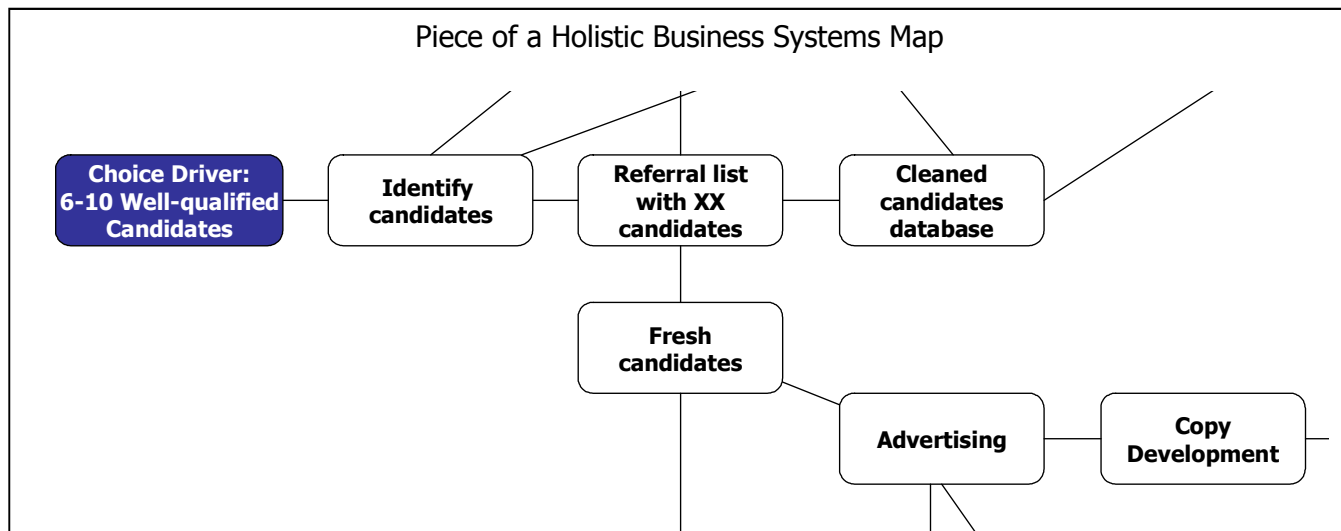 Piece of a Holistic Business Systems Map
Choice Driver:
6-10 Well-qualified
Candidates
Identify
candidates
Referral list
with XX
candidates
Cleaned
candidates
database
Fresh
candidates
Advertising
Copy
Development